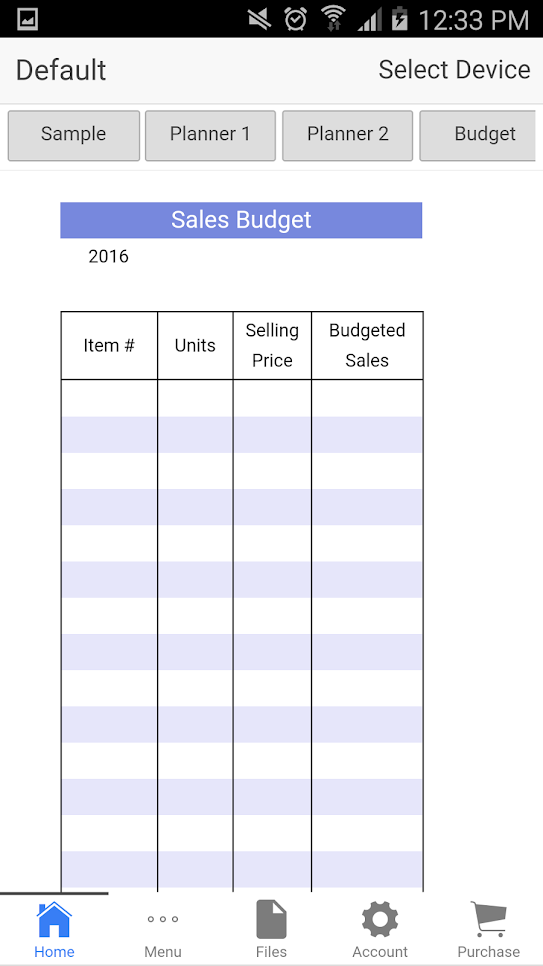 12:33 PM
Default Select Device
Sample Planner 1 Planner 2 Budget
Sales Budget
2016
Item # Units Selling Price Budgeted Sales
Home Menu Files Account Purchase